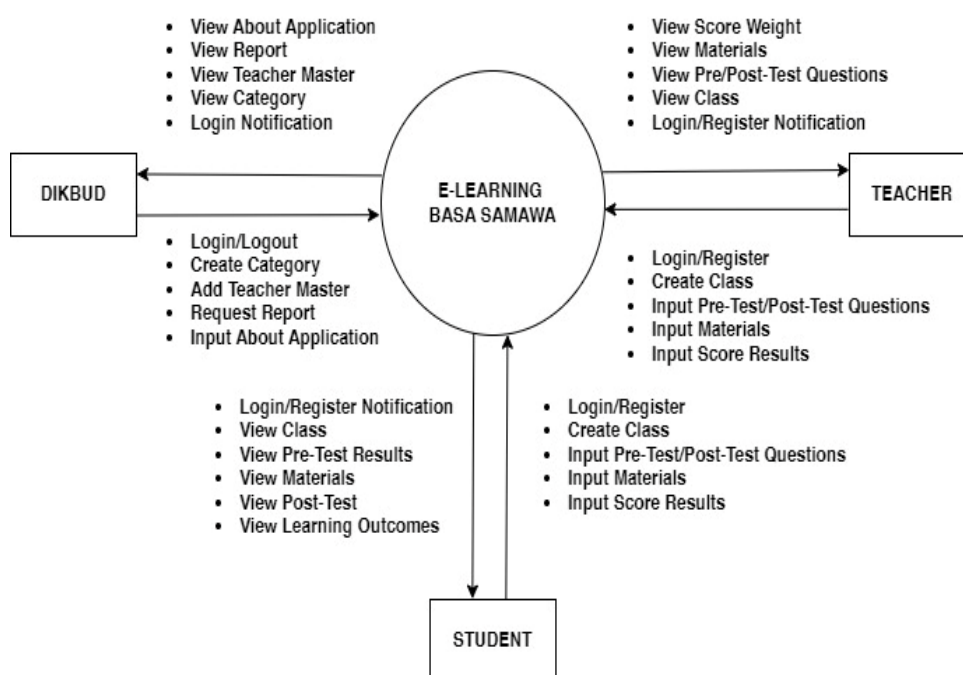 • View About Application
• View Report
• View Teacher Master
• View Category
• Login Notification
• View Score Weight
• View Materials
• View Pre/Post-Test Questions
• View Class
• Login/Register Notification
DIKBUD
E-LEARNING
BASA SAMAWA
TEACHER
• Login/Logout
• Create Category
• Add Teacher Master
• Request Report
• Input About Application
• Login/Register
• Create Class
• Input Pre-Test/Post-Test Questions
• Input Materials
• Input Score Results
• Login/Register Notification
• View Class
• View Pre-Test Results
• View Materials
• View Post-Test
• View Learning Outcomes
• Login/Register
• Create Class
• Input Pre-Test/Post-Test Questions
• Input Materials
• Input Score Results
STUDENT